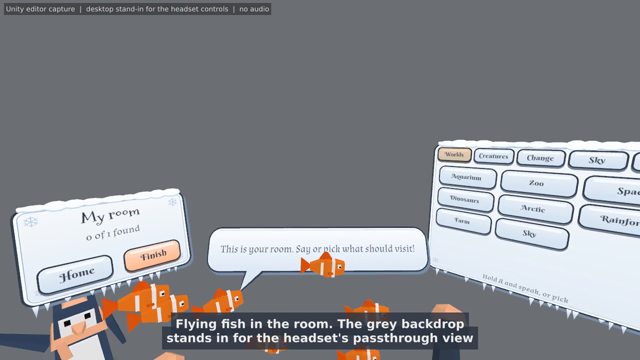 Unity editor capture | desktop stand-in for the headset controls | no audio
My room
0 of 1 found
Home
Finish
This is your room. Say or pick what should visit!
Worlds
Creatures
Change
Sky
Aquarium
Zoo
Dinosaurs
Arctic
Farm
Sky
Hold B and speak, or pick
Flying fish in the room. The grey backdrop
stands in for the headset's passthrough view